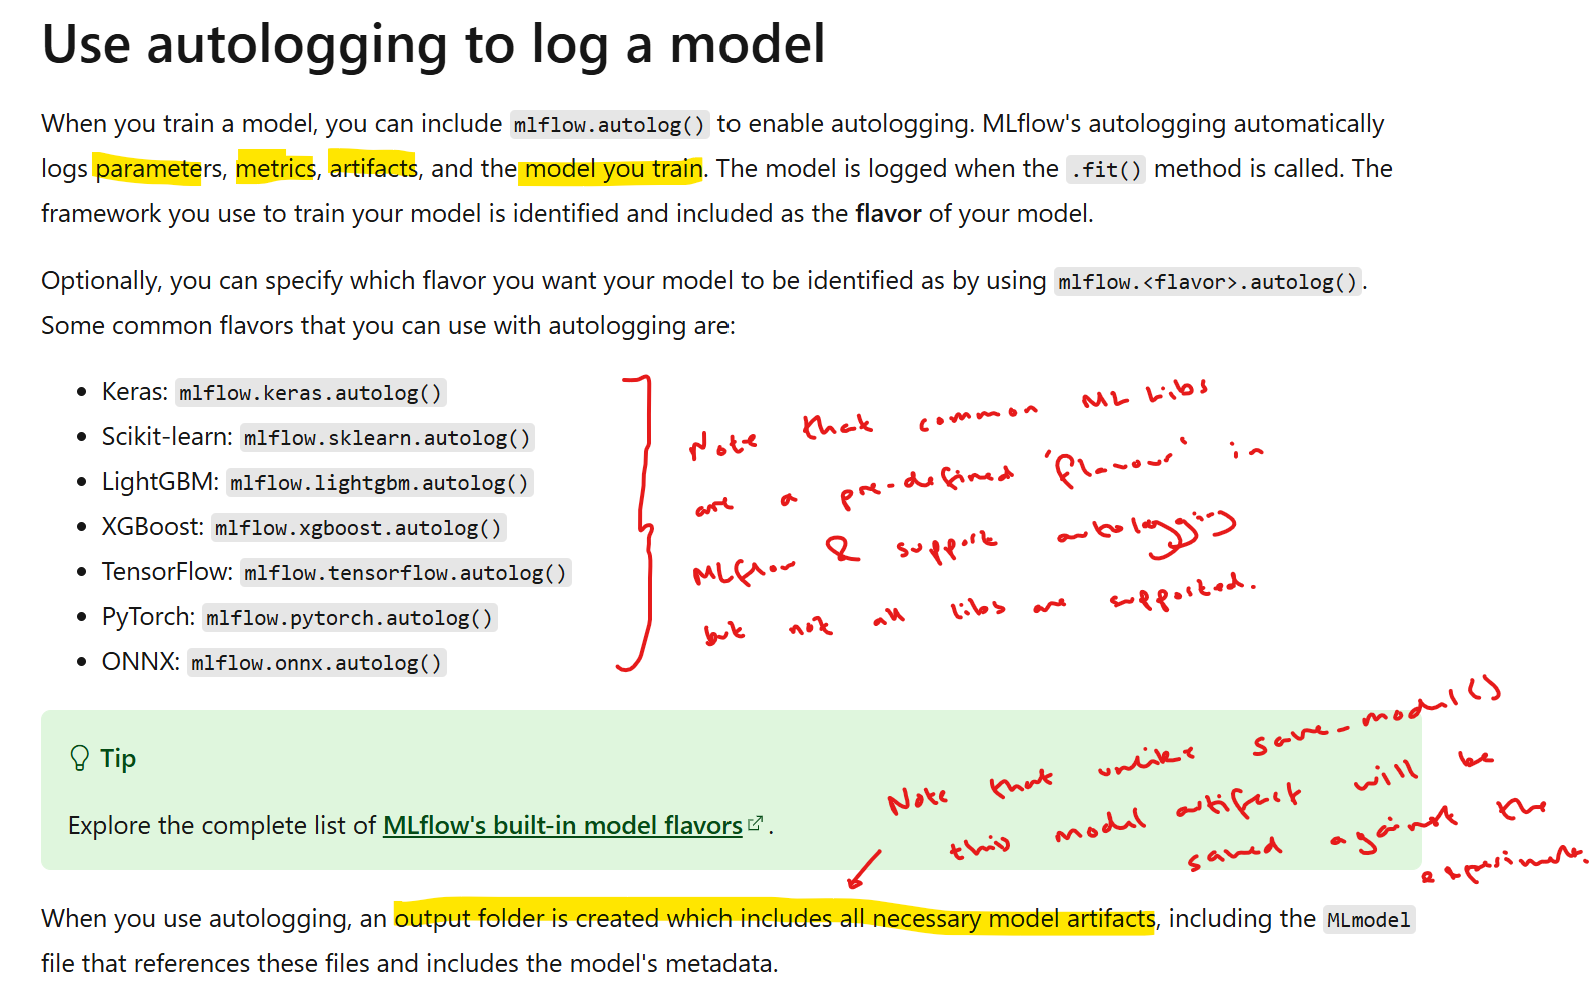 Use autologging to log a model
When you train a model, you can include mlflow.autolog() to enable autologging. MLflow's autologging automatically
logs parameters, metrics, artifacts, and the model you train. The model is logged when the .fit() method is called. The
framework you use to train your model is identified and included as the flavor of your model.
Optionally, you can specify which flavor you want your model to be identified as by using mlflow.<flavor>.autolog().
Some common flavors that you can use with autologging are:
• Keras: mlflow.keras.autolog()
• Scikit-learn: mlflow.sklearn.autolog()
• LightGBM: mlflow.lightgbm.autolog()
• XGBoost: mlflow.xgboost.autolog()
• TensorFlow: mlflow.tensorflow.autolog()
• PyTorch: mlflow.pytorch.autolog()
• ONNX: mlflow.onnx.autolog()
Note that common ML Libs
are a pre-defined 'flavour' in
MLflow & support autologging
but not all libs are supported.
Tip
Explore the complete list of MLflow's built-in model flavors.
Note that unlike save-model()
this model artifact will be
saved against the
experiment.
When you use autologging, an output folder is created which includes all necessary model artifacts, including the MLmodel
file that references these files and includes the model's metadata.